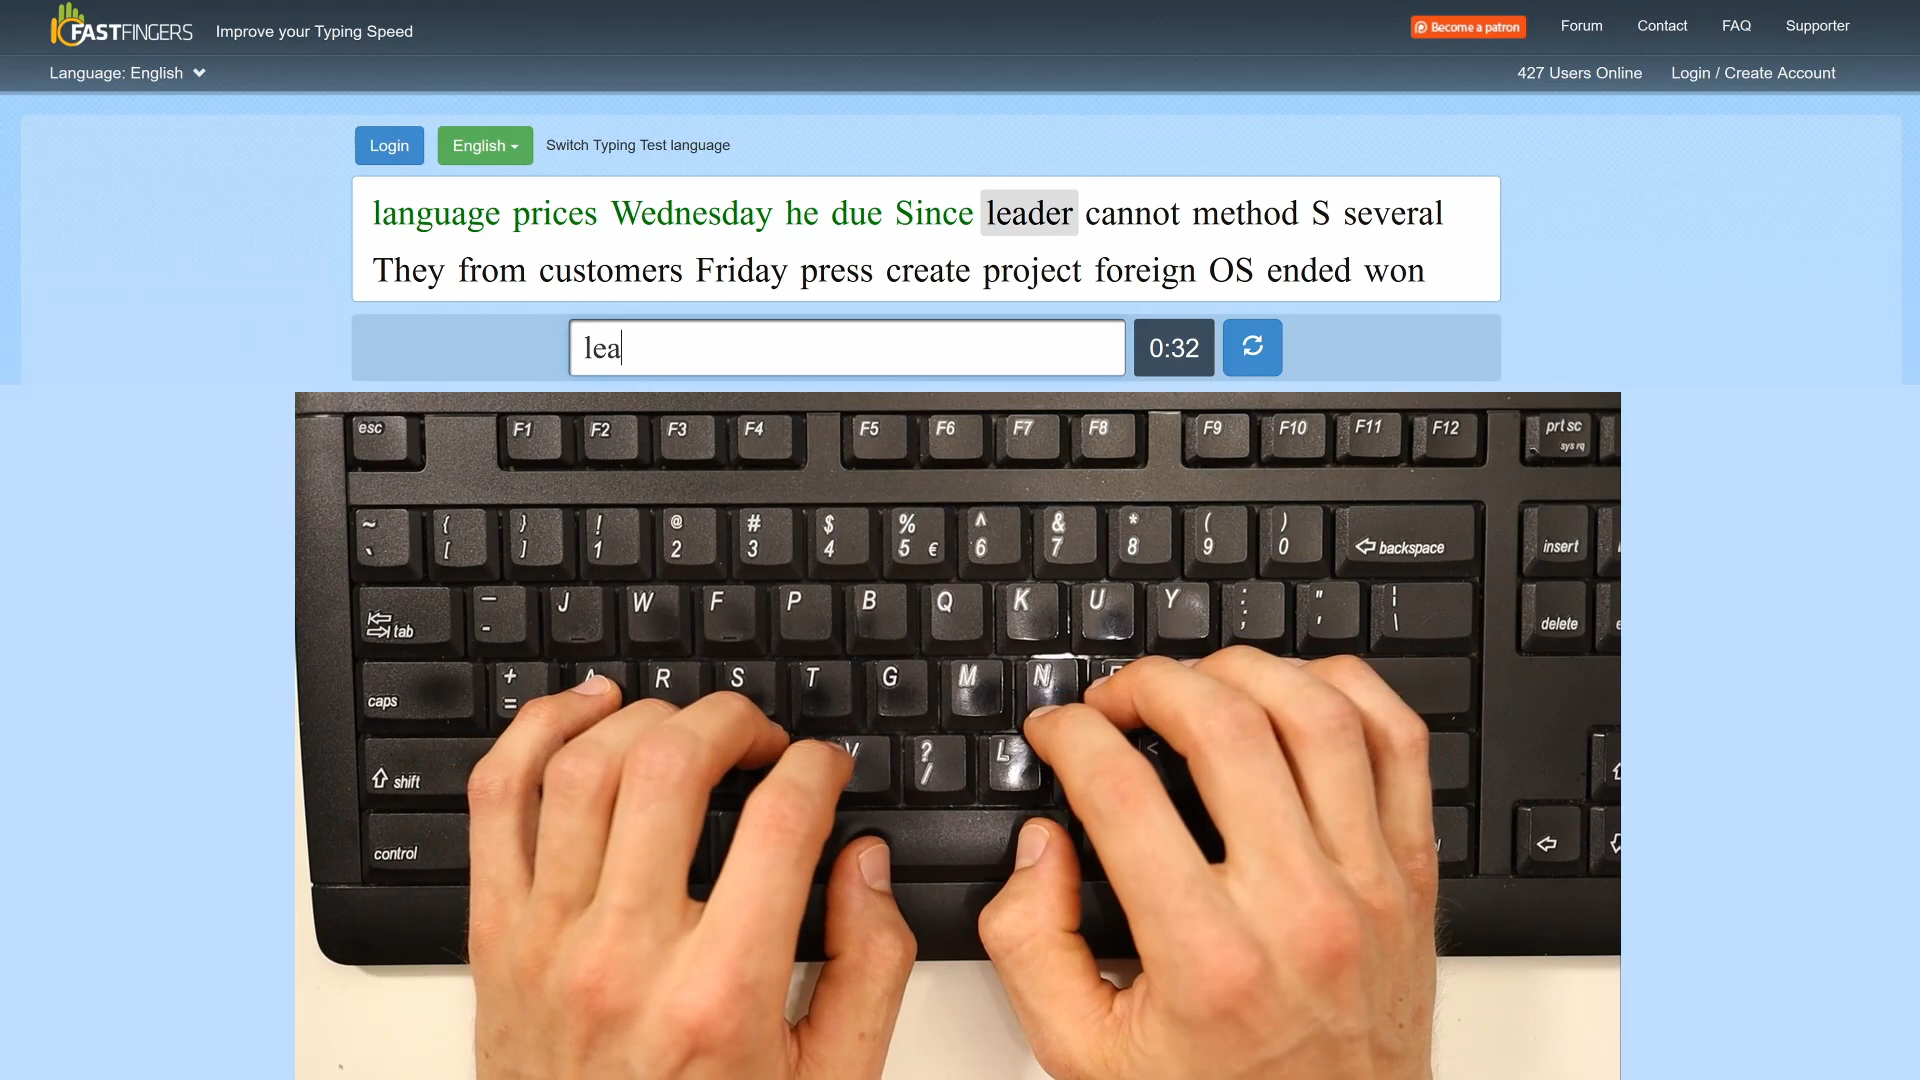 10FASTFINGERS Improve your Typing Speed Become a patron Forum Contact FAQ Supporter
Language: English 427 Users Online Login / Create Account
Login English Switch Typing Test language
language prices Wednesday he due Since leader cannot method S several
They from customers Friday press create project foreign OS ended won
lea 0:32
esc F1 F2 F3 F4 F5 F6 F7 F8 F9 F10 F11 F12 prt sc
sys rq
~ { } ! @ # $ % ^ & * ( )
` [ ] 1 2 3 4 5 € 6 7 8 9 0 backspace insert
tab _ J W F P B Q K U Y : " |
- ; ' \ delete
caps + A R S T G M N
=
shift V ? L <
/
control